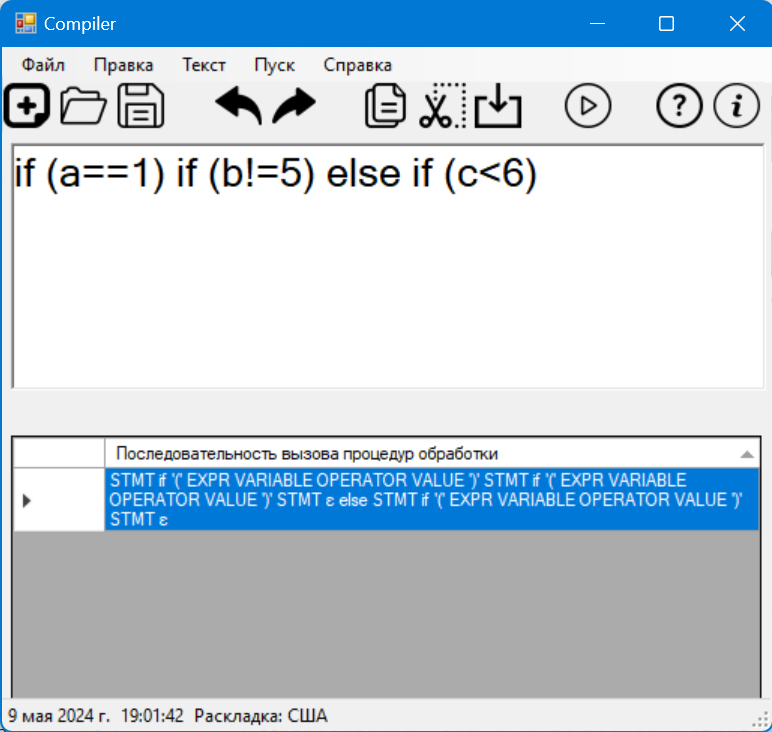 Compiler
Файл Правка Текст Пуск Справка
if (a==1) if (b!=5) else if (c<6)
Последовательность вызова процедур обработки
STMT if '(' EXPR VARIABLE OPERATOR VALUE ')' STMT if '(' EXPR VARIABLE
OPERATOR VALUE ')' STMT ε else STMT if '(' EXPR VARIABLE OPERATOR VALUE ')'
STMT ε
9 мая 2024 г. 19:01:42 Раскладка: США